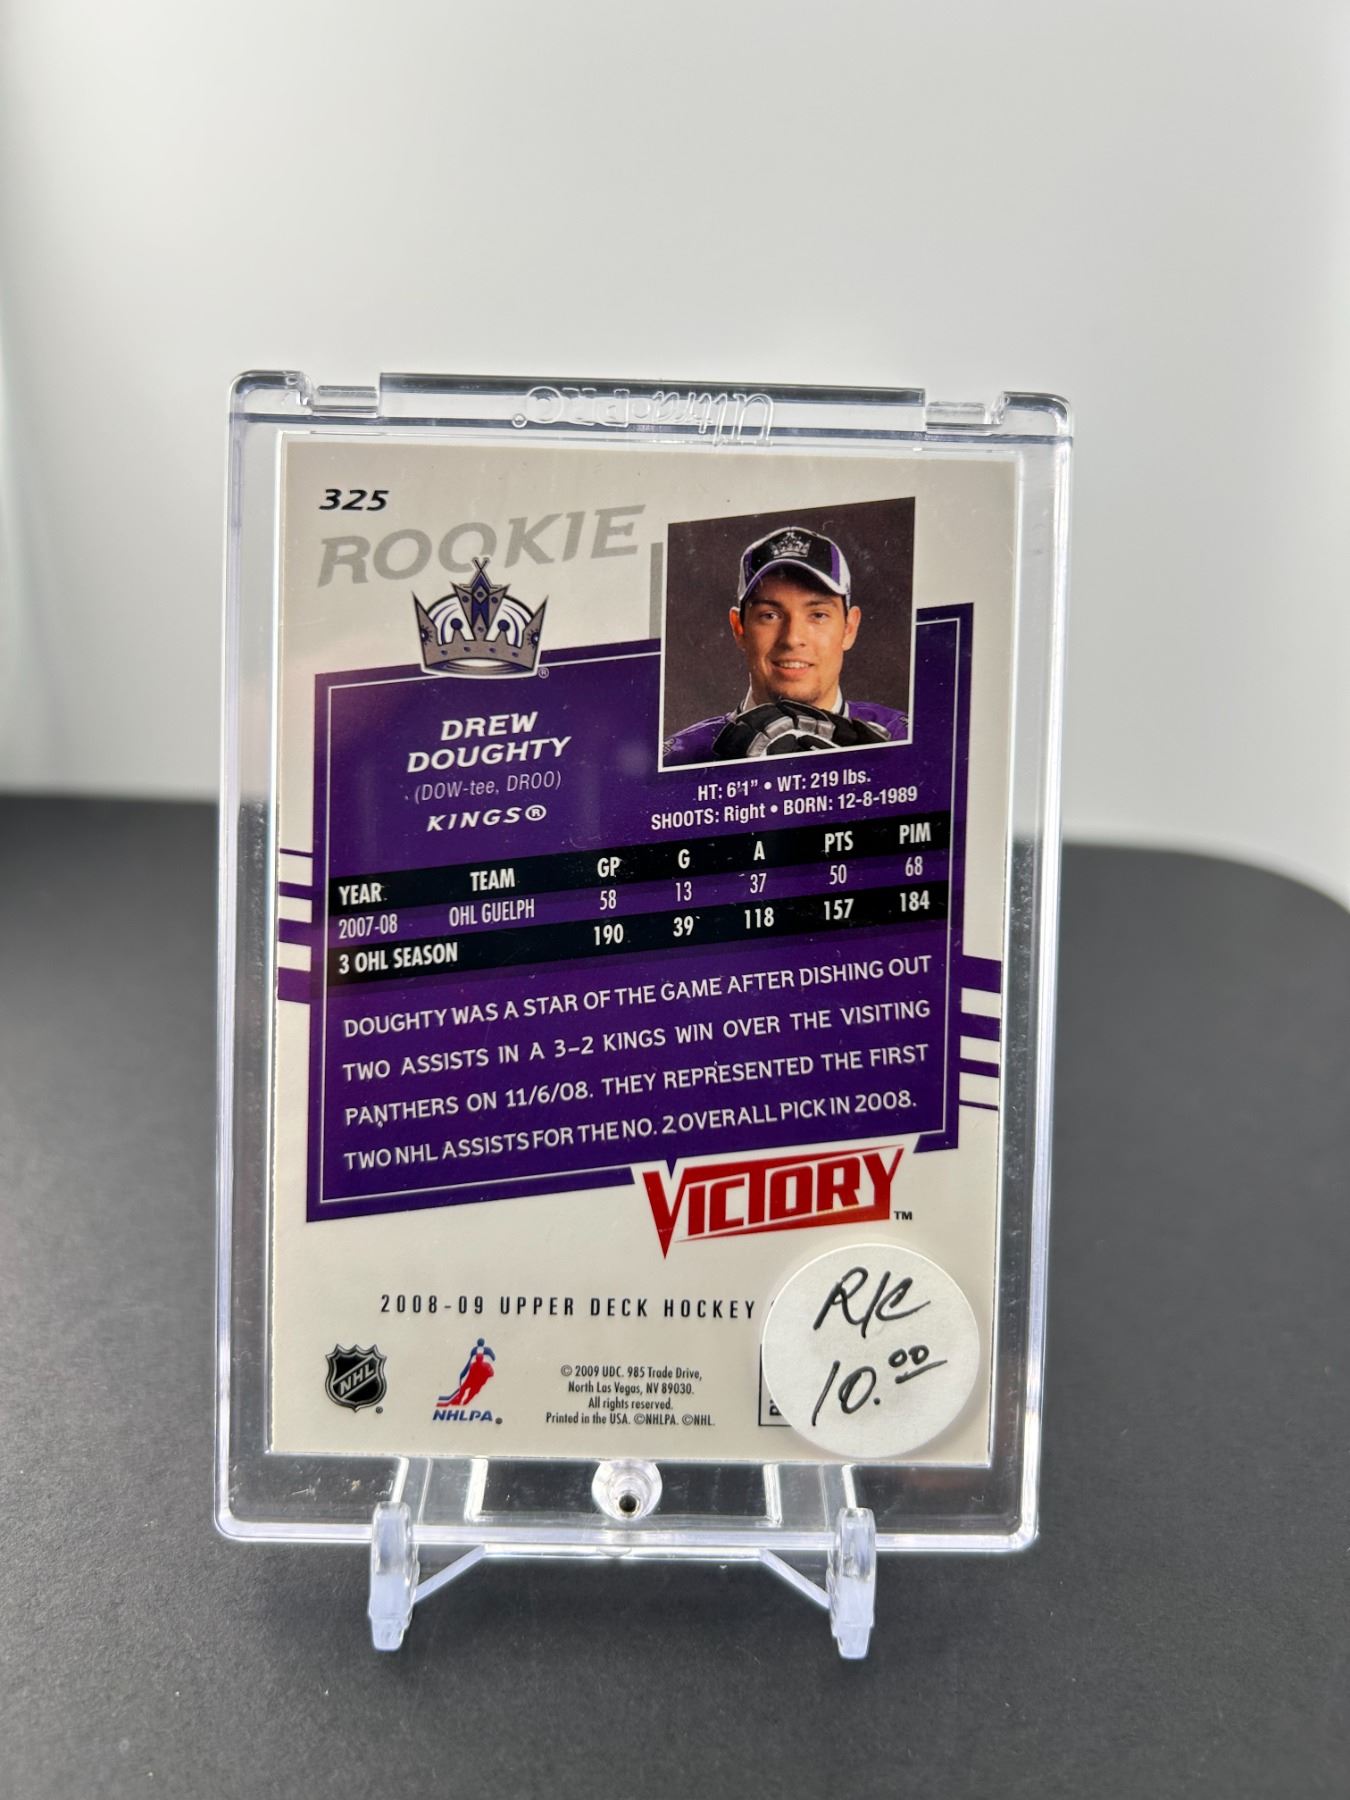 ultra•PRO®
325
ROOKIE
DREW
DOUGHTY
(DOW-tee, DROO)
KINGS®
HT: 6'1" • WT: 219 lbs.
SHOOTS: Right • BORN: 12-8-1989
YEAR TEAM GP G A PTS PIM
2007-08 OHL GUELPH 58 13 37 50 68
3 OHL SEASON 190 39 118 157 184
DOUGHTY WAS A STAR OF THE GAME AFTER DISHING OUT
TWO ASSISTS IN A 3-2 KINGS WIN OVER THE VISITING
PANTHERS ON 11/6/08. THEY REPRESENTED THE FIRST
TWO NHL ASSISTS FOR THE NO. 2 OVERALL PICK IN 2008.
VICTORY™
2008-09 UPPER DECK HOCKEY
R/C
10.00
NHL®
NHLPA®
© 2009 UDC. 985 Trade Drive,
North Las Vegas, NV 89030.
All rights reserved.
Printed in the USA. ©NHLPA. ©NHL.